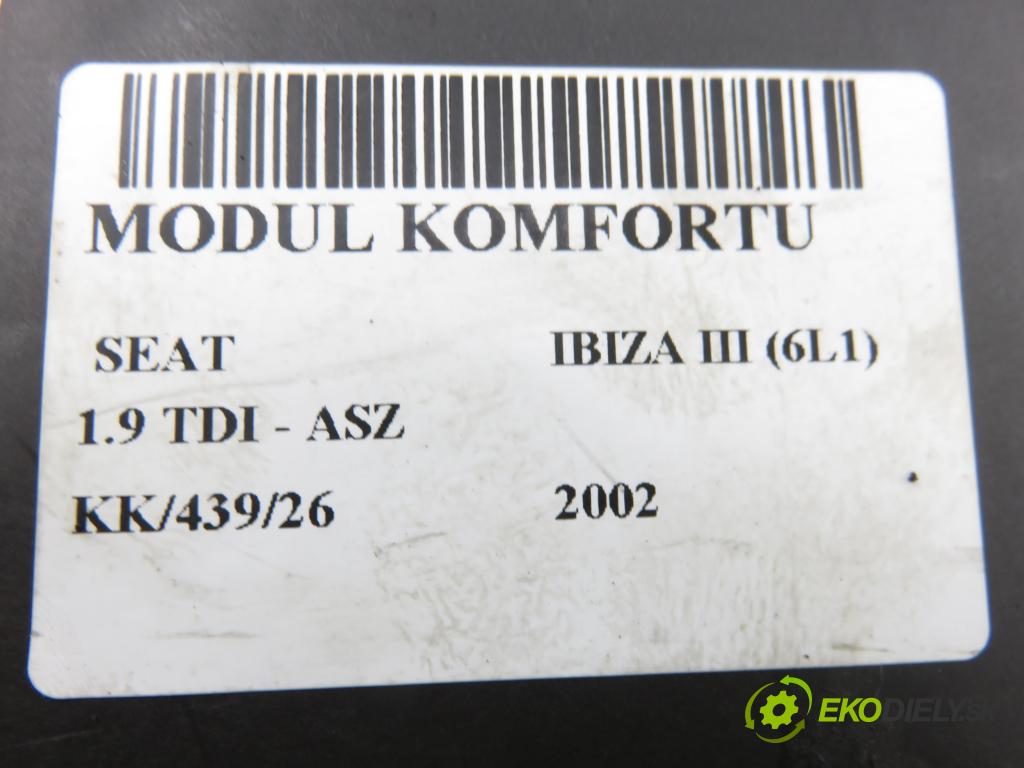 MODUL KOMFORTU
SEAT IBIZA III (6L1)
1.9 TDI - ASZ
KK/439/26 2002
EKODIELY.SK